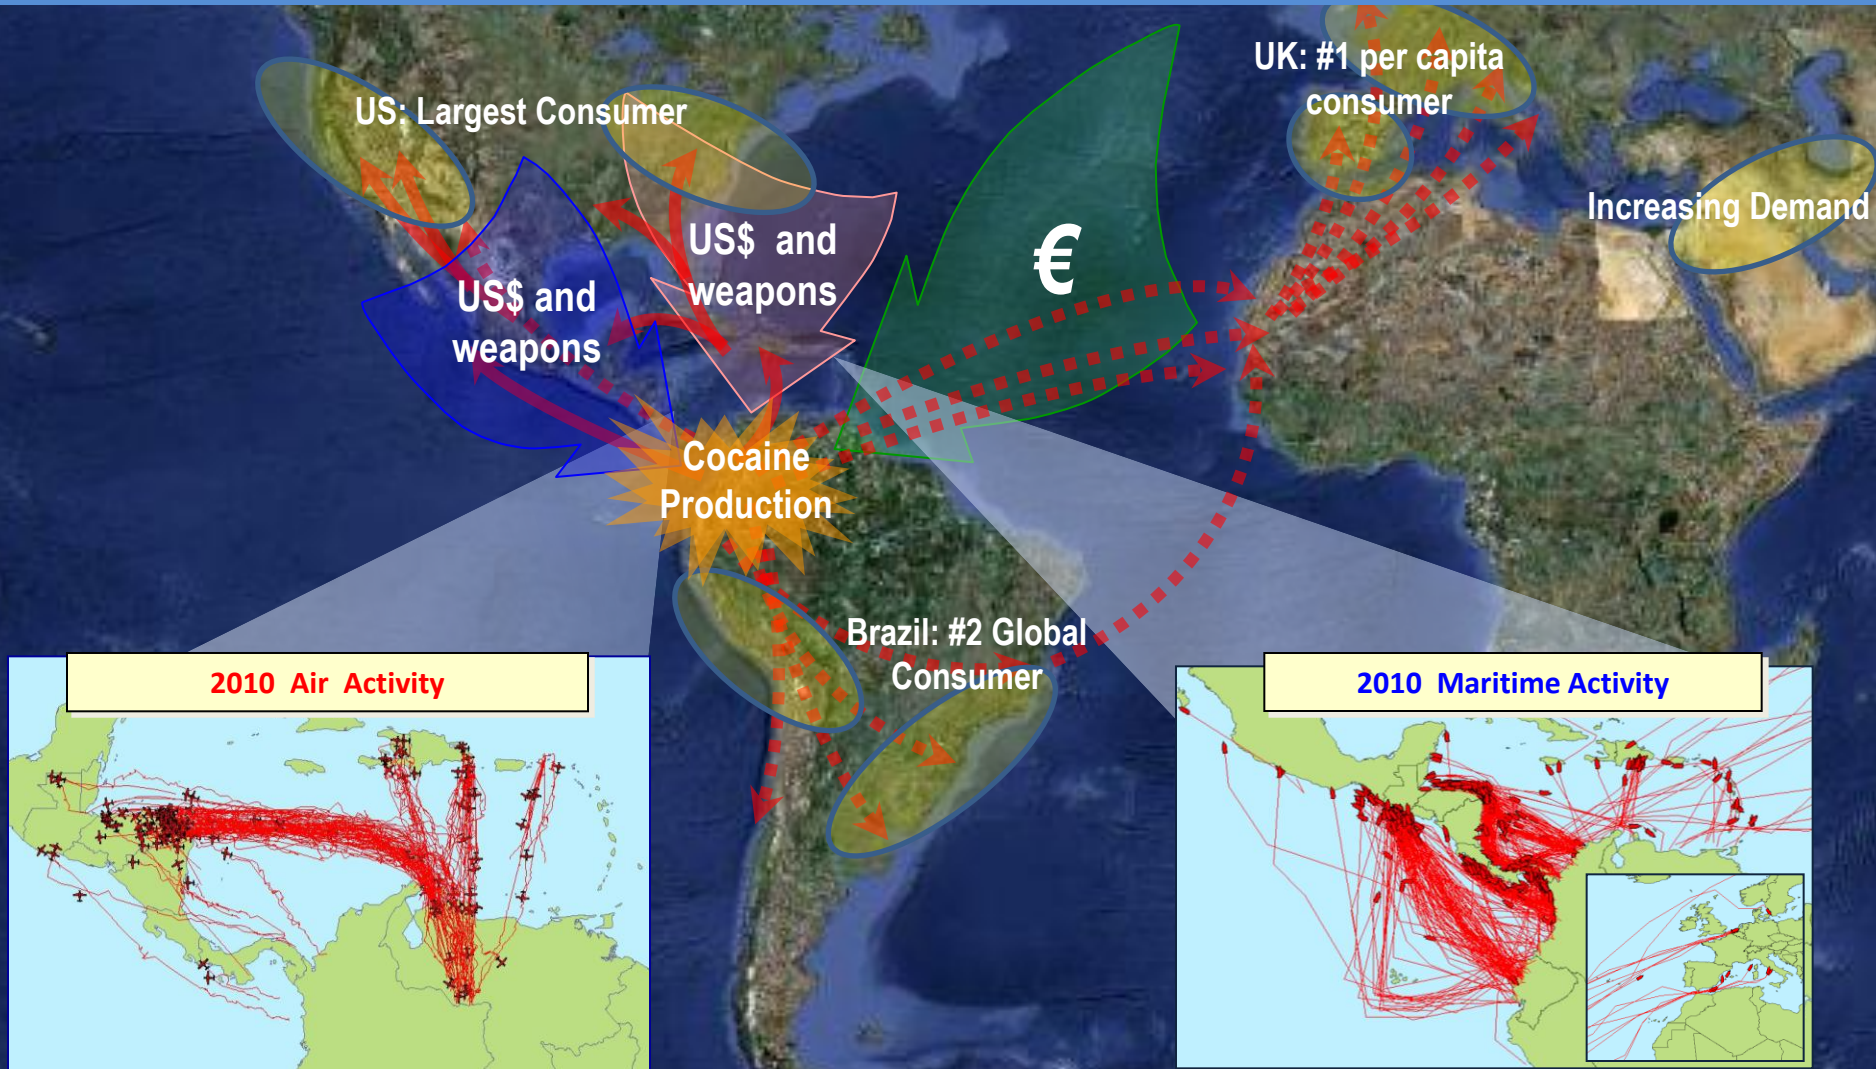 US: Largest Consumer
UK: #1 per capita
consumer
Increasing Demand
US$ and
weapons
€
US$ and
weapons
Cocaine
Production
Brazil: #2 Global
Consumer
2010 Air Activity
2010 Maritime Activity